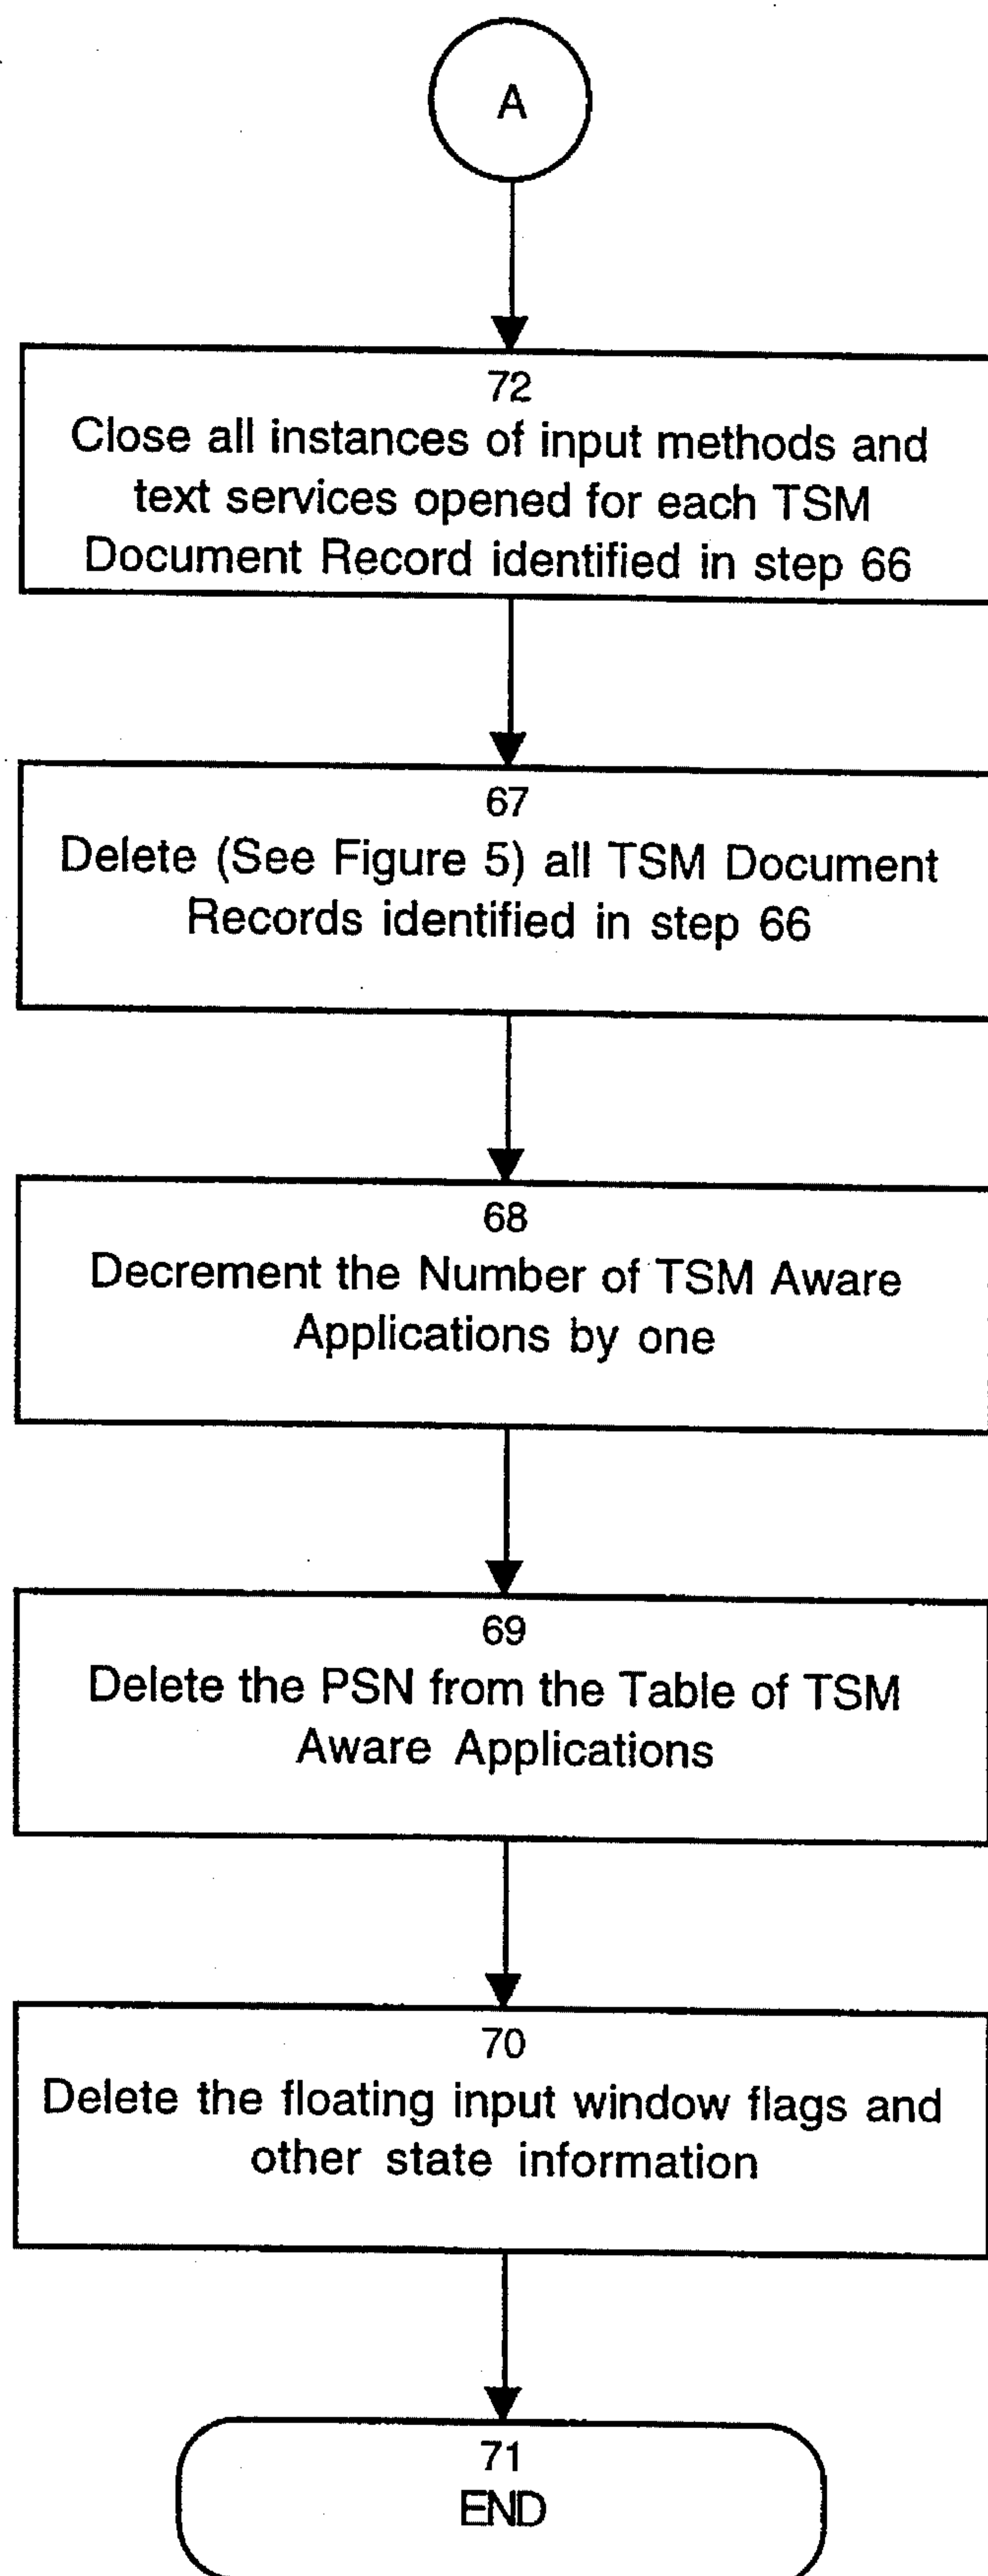 A
72
Close all instances of input methods and
text services opened for each TSM
Document Record identified in step 66
67
Delete (See Figure 5) all TSM Document
Records identified in step 66
68
Decrement the Number of TSM Aware
Applications by one
69
Delete the PSN from the Table of TSM
Aware Applications
70
Delete the floating input window flags and
other state information
71
END